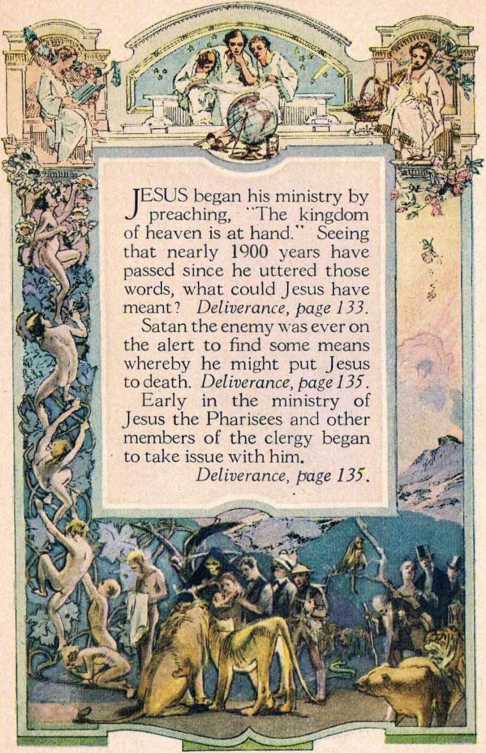 JESUS began his ministry by
preaching, "The kingdom
of heaven is at hand." Seeing
that nearly 1900 years have
passed since he uttered those
words, what could Jesus have
meant? Deliverance, page 133.
Satan the enemy was ever on
the alert to find some means
whereby he might put Jesus
to death. Deliverance, page 135.
Early in the ministry of
Jesus the Pharisees and other
members of the clergy began
to take issue with him.
Deliverance, page 135.